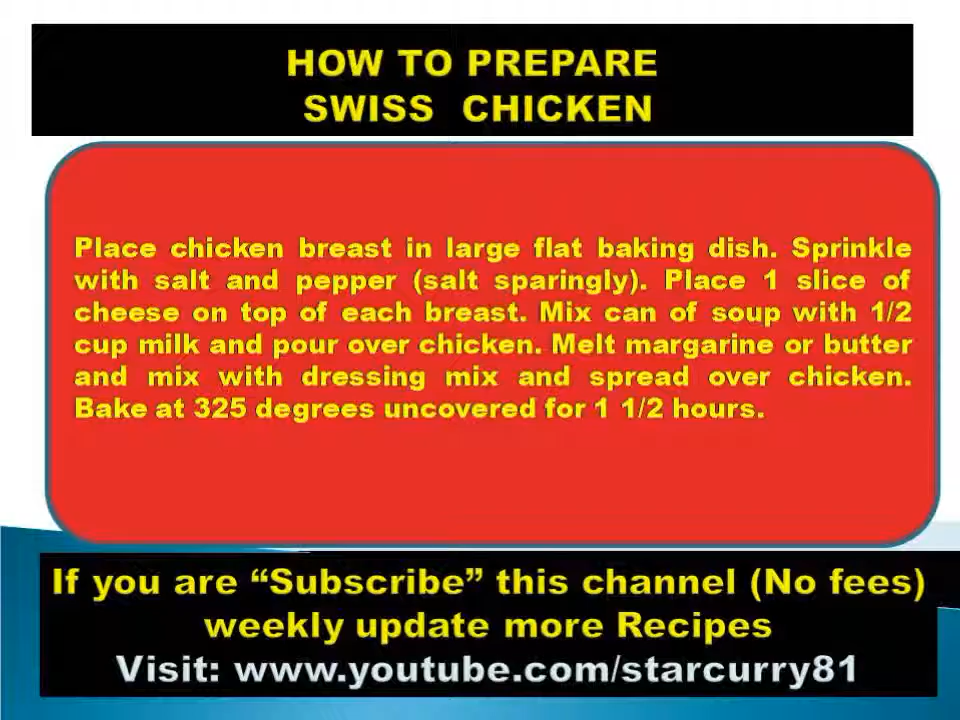 HOW TO PREPARE
SWISS CHICKEN
Place chicken breast in large flat baking dish. Sprinkle
with salt and pepper (salt sparingly). Place 1 slice of
cheese on top of each breast. Mix can of soup with 1/2
cup milk and pour over chicken. Melt margarine or butter
and mix with dressing mix and spread over chicken.
Bake at 325 degrees uncovered for 1 1/2 hours.
If you are “Subscribe” this channel (No fees)
weekly update more Recipes
Visit: www.youtube.com/starcurry81